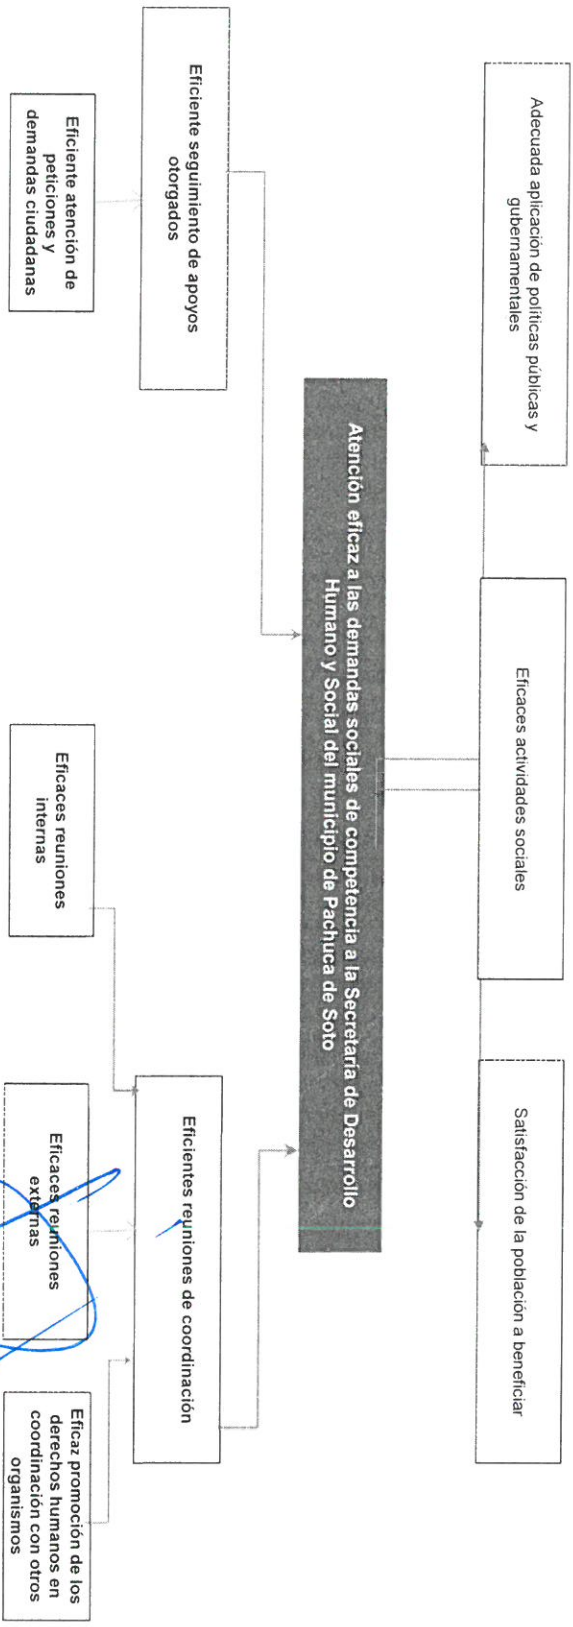 Adecuada aplicación de políticas públicas y
gubernamentales
Eficaces actividades sociales
Satisfacción de la población a beneficiar
Atención eficaz a las demandas sociales de competencia a la Secretaría de Desarrollo
Humano y Social del municipio de Pachuca de Soto
Eficiente seguimiento de apoyos
otorgados
Eficientes reuniones de coordinación
Eficiente atención de
peticiones y
demandas ciudadanas
Eficaces reuniones
internas
Eficaces reuniones
externas
Eficaz promoción de los
derechos humanos en
coordinación con otros
organismos